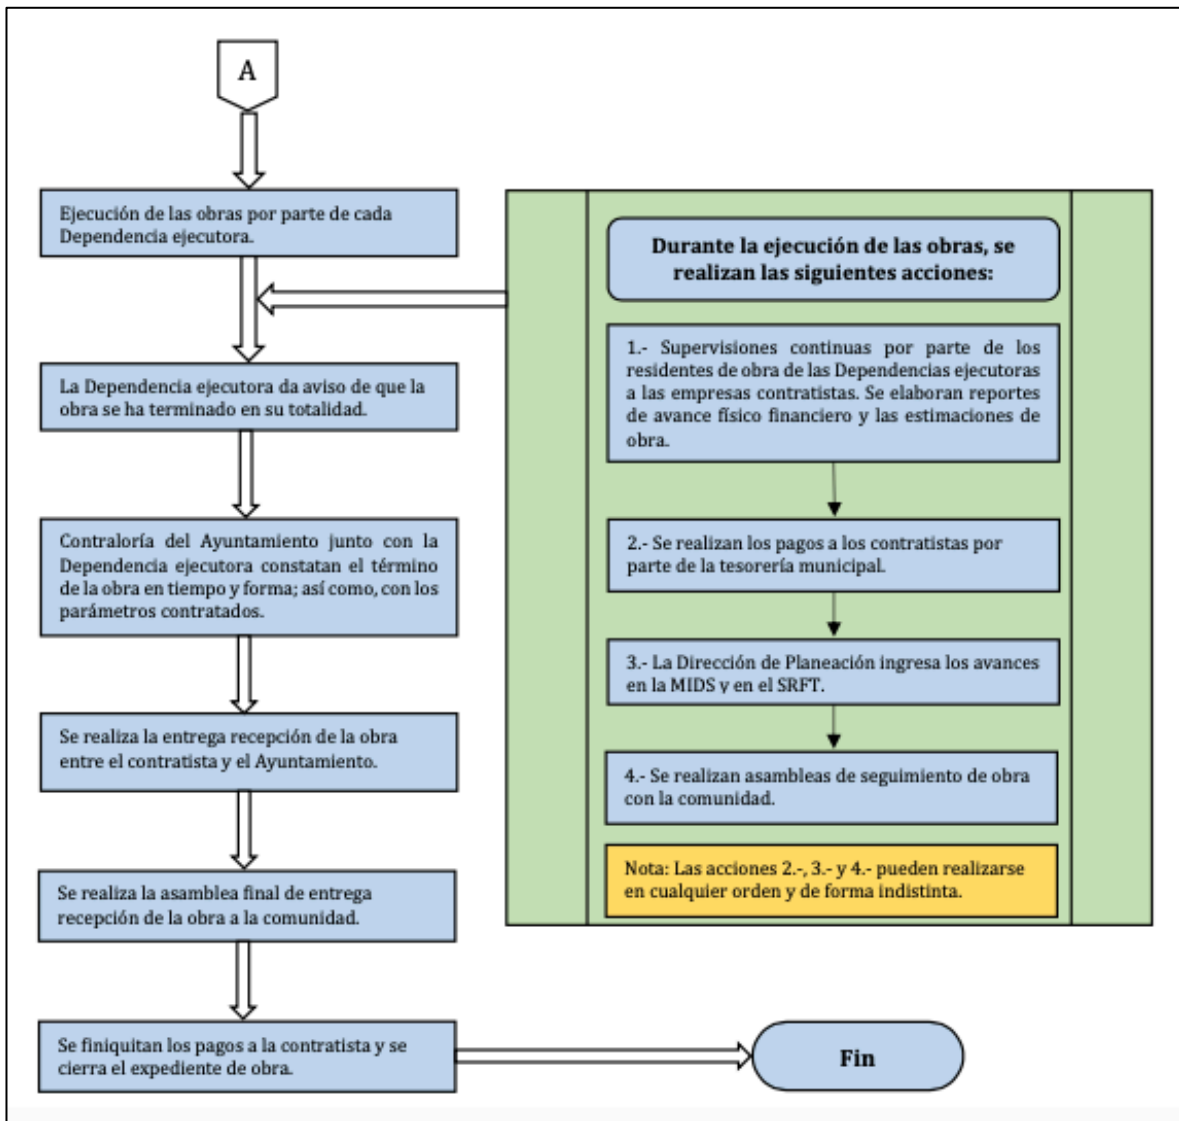 A
Ejecución de las obras por parte de cada
Dependencia ejecutora.
La Dependencia ejecutora da aviso de que la
obra se ha terminado en su totalidad.
Contraloría del Ayuntamiento junto con la
Dependencia ejecutora constatan el término
de la obra en tiempo y forma; así como, con los
parámetros contratados.
Se realiza la entrega recepción de la obra
entre el contratista y el Ayuntamiento.
Se realiza la asamblea final de entrega
recepción de la obra a la comunidad.
Se finiquitan los pagos a la contratista y se
cierra el expediente de obra.
Durante la ejecución de las obras, se
realizan las siguientes acciones:
1.- Supervisiones continuas por parte de los
residentes de obra de las Dependencias ejecutoras
a las empresas contratistas. Se elaboran reportes
de avance físico financiero y las estimaciones de
obra.
2.- Se realizan los pagos a los contratistas por
parte de la tesorería municipal.
3.- La Dirección de Planeación ingresa los avances
en la MIDS y en el SRFT.
4.- Se realizan asambleas de seguimiento de obra
con la comunidad.
Nota: Las acciones 2.-, 3.- y 4.- pueden realizarse
en cualquier orden y de forma indistinta.
Fin